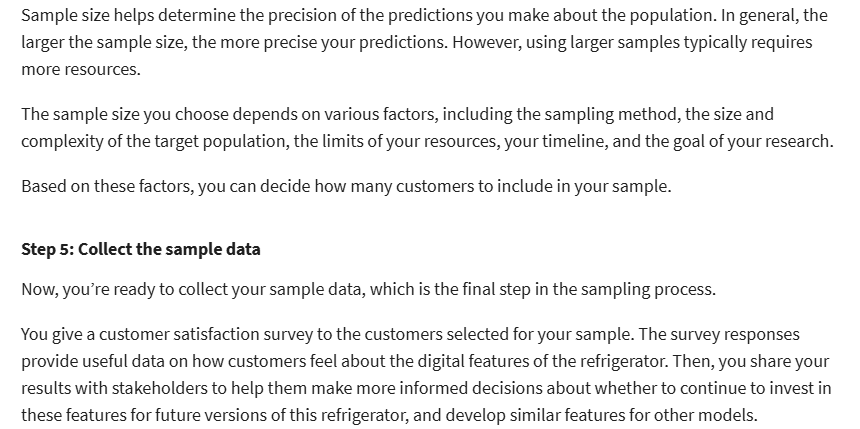 Sample size helps determine the precision of the predictions you make about the population. In general, the
larger the sample size, the more precise your predictions. However, using larger samples typically requires
more resources.
The sample size you choose depends on various factors, including the sampling method, the size and
complexity of the target population, the limits of your resources, your timeline, and the goal of your research.
Based on these factors, you can decide how many customers to include in your sample.
Step 5: Collect the sample data
Now, you’re ready to collect your sample data, which is the final step in the sampling process.
You give a customer satisfaction survey to the customers selected for your sample. The survey responses
provide useful data on how customers feel about the digital features of the refrigerator. Then, you share your
results with stakeholders to help them make more informed decisions about whether to continue to invest in
these features for future versions of this refrigerator, and develop similar features for other models.